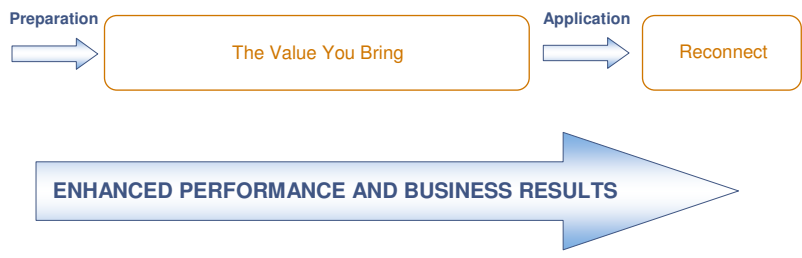 Preparation
The Value You Bring
Application
Reconnect
ENHANCED PERFORMANCE AND BUSINESS RESULTS